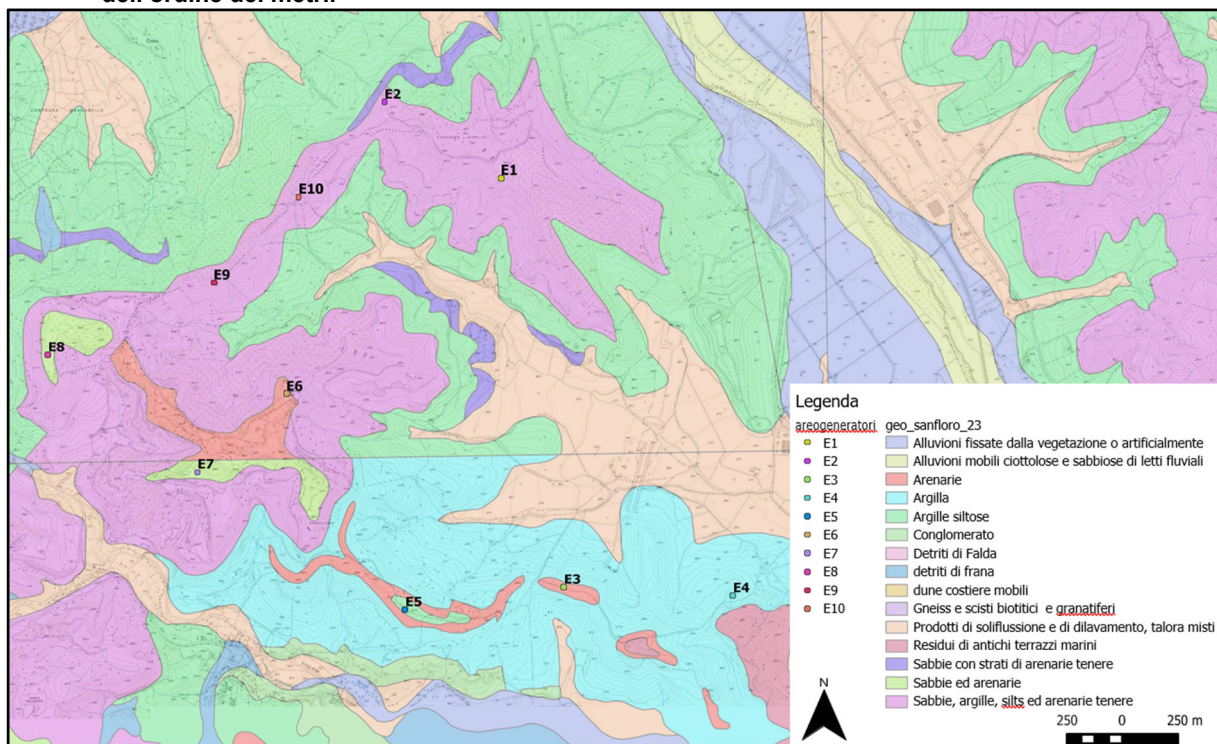 dell'ordine dei metri.
E2
E1
E10
E9
E8
E6
E7
E3
E4
E5
Legenda
areogeneratori geo_sanfloro_23
E1 Alluvioni fissate dalla vegetazione o artificialmente
E2 Alluvioni mobili ciottolose e sabbiose di letti fluviali
E3 Arenarie
E4 Argilla
E5 Argille siltose
E6 Conglomerato
E7 Detriti di Falda
E8 detriti di frana
E9 dune costiere mobili
E10 Gneiss e scisti biotitici e granatiferi
Prodotti di soliflussione e di dilavamento, talora misti
Residui di antichi terrazzi marini
Sabbie con strati di arenarie tenere
Sabbie ed arenarie
Sabbie, argille, silts ed arenarie tenere
N
250 0 250 m